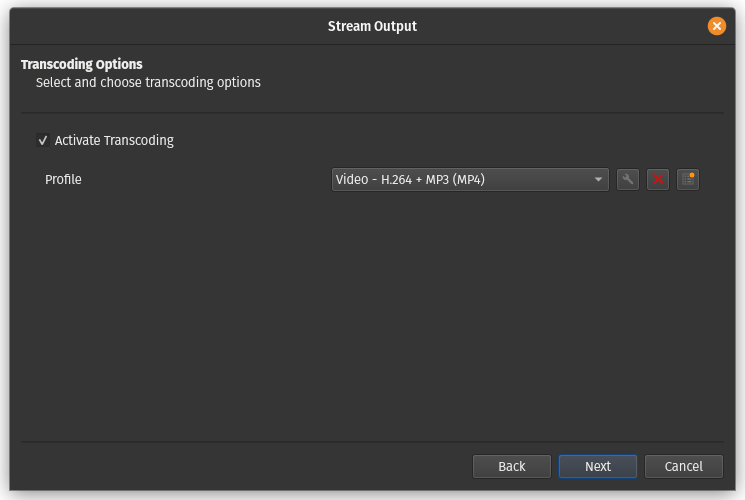 Stream Output
Transcoding Options
Select and choose transcoding options
Activate Transcoding
Profile Video - H.264 + MP3 (MP4)
Back Next Cancel